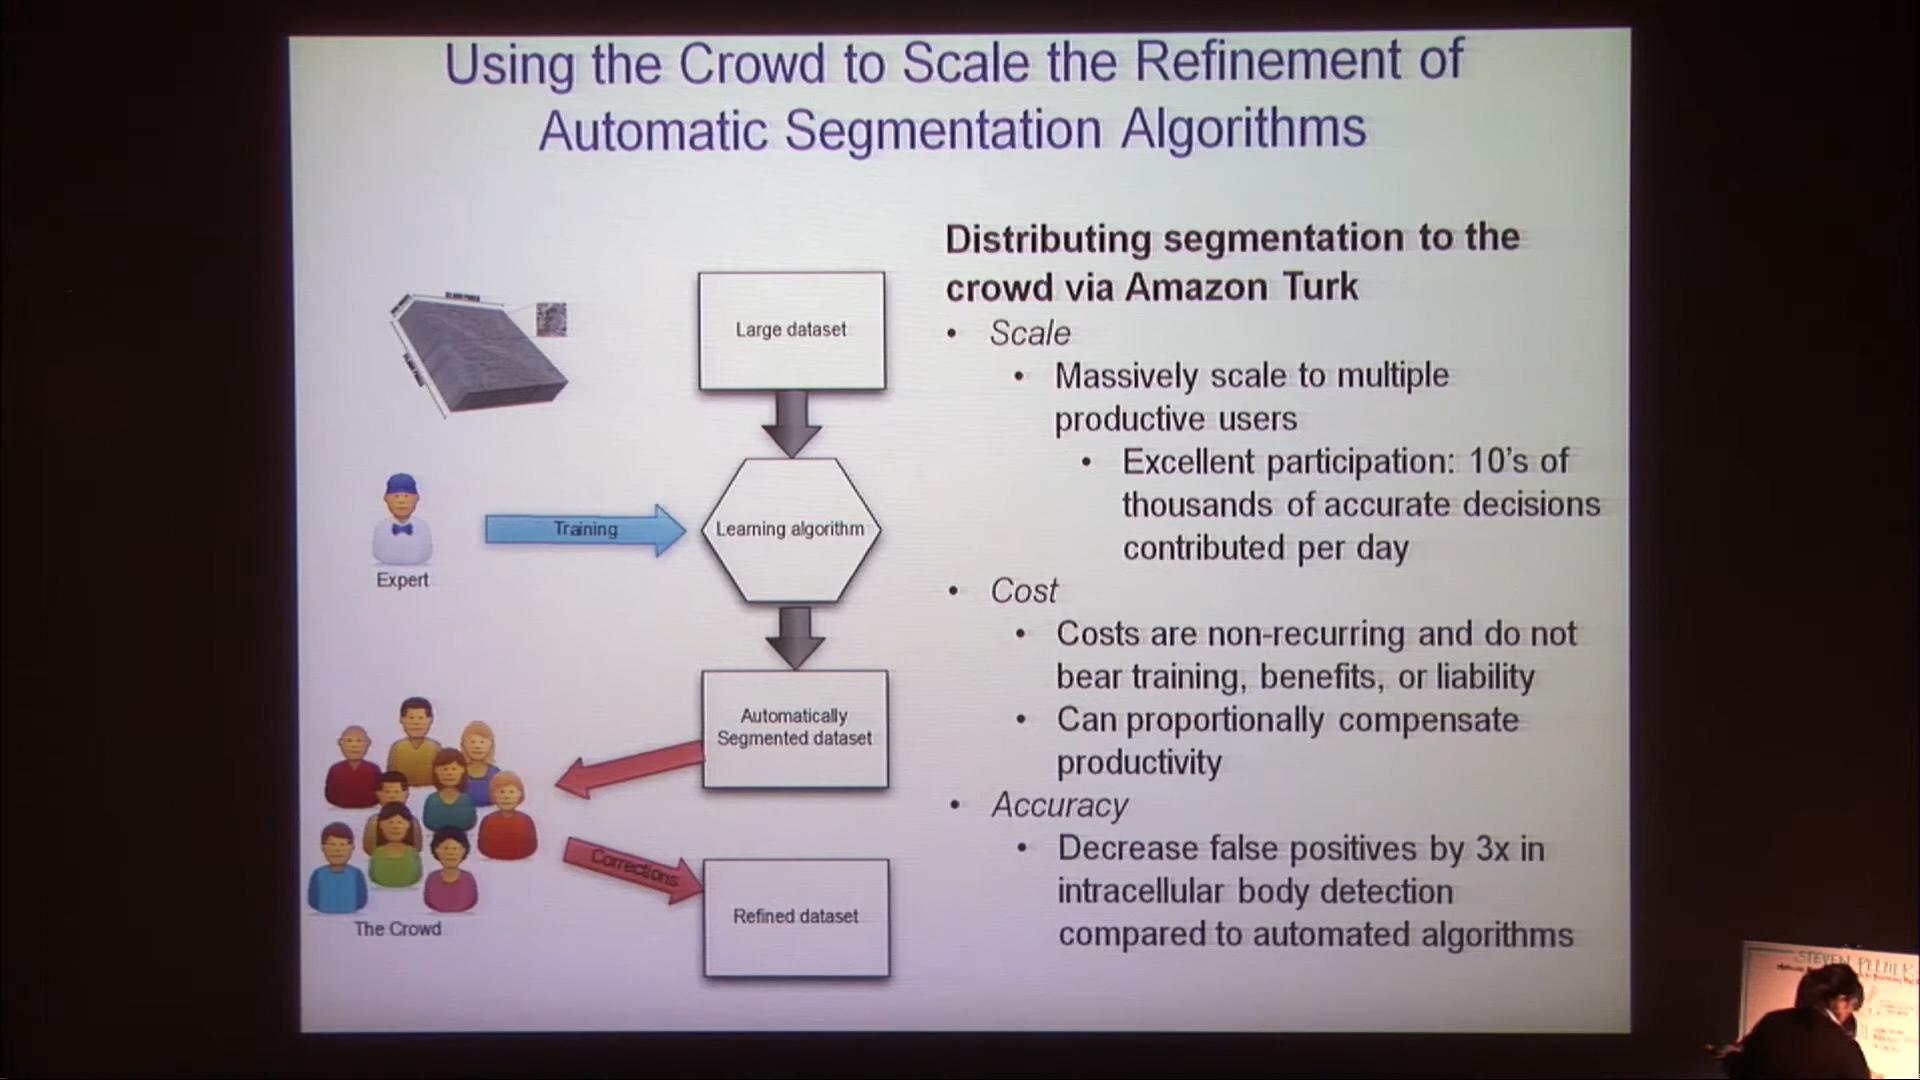 Using the Crowd to Scale the Refinement of
Automatic Segmentation Algorithms
Large dataset
Training
Learning algorithm
Expert
Automatically
Segmented dataset
Corrections
Refined dataset
The Crowd
Distributing segmentation to the
crowd via Amazon Turk
• Scale
• Massively scale to multiple
productive users
• Excellent participation: 10's of
thousands of accurate decisions
contributed per day
• Cost
• Costs are non-recurring and do not
bear training, benefits, or liability
• Can proportionally compensate
productivity
• Accuracy
• Decrease false positives by 3x in
intracellular body detection
compared to automated algorithms
STEVEN PELTIER